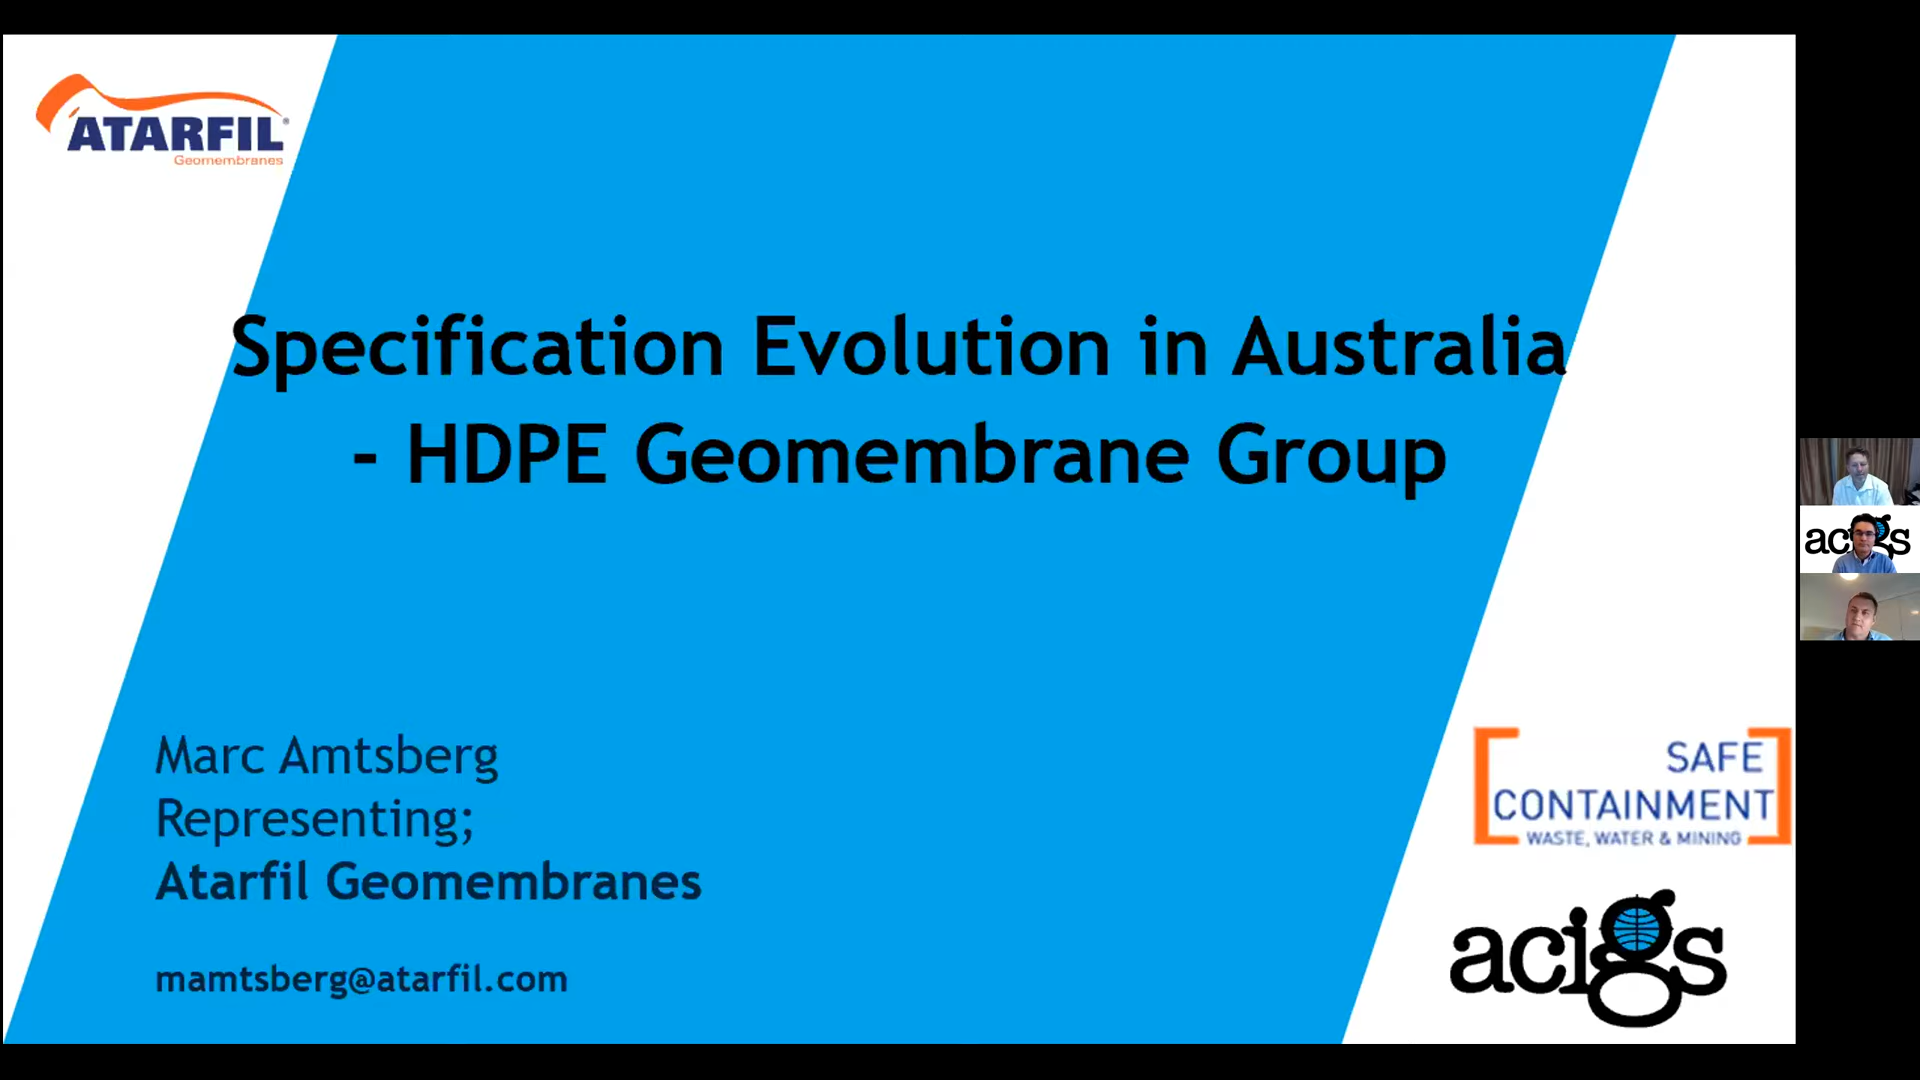 ATARFIL®
Geomembranes
Specification Evolution in Australia
- HDPE Geomembrane Group
Marc Amtsberg
Representing;
Atarfil Geomembranes
mamtsberg@atarfil.com
SAFE
CONTAINMENT
WASTE, WATER & MINING
acigs
acigs